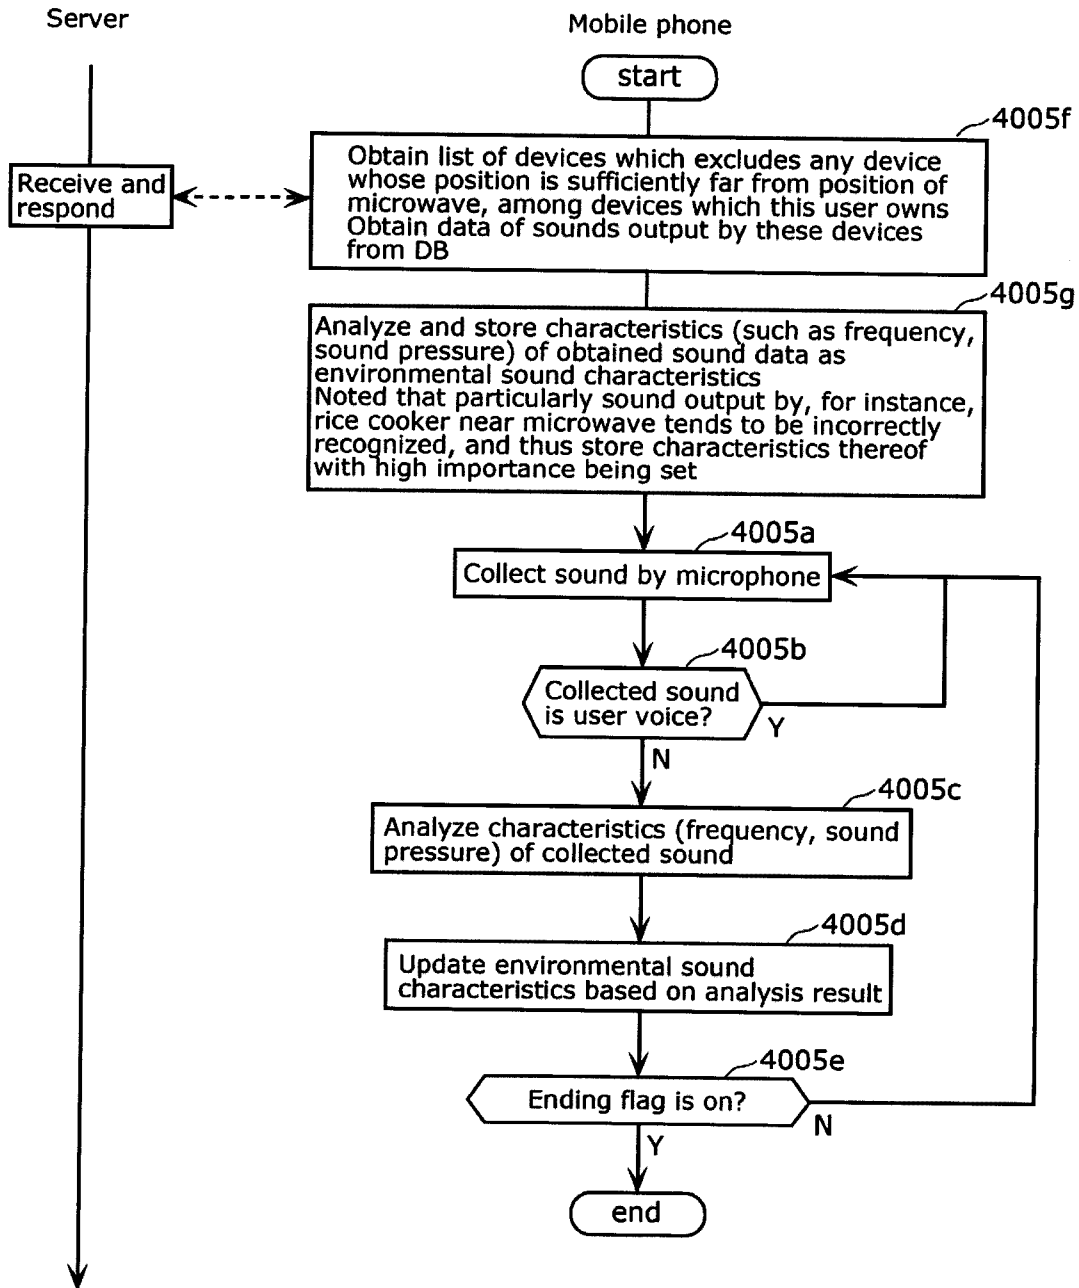 Server
Mobile phone
start
4005f
Obtain list of devices which excludes any device
whose position is sufficiently far from position of
microwave, among devices which this user owns
Obtain data of sounds output by these devices
from DB
Receive and
respond
4005g
Analyze and store characteristics (such as frequency,
sound pressure) of obtained sound data as
environmental sound characteristics
Noted that particularly sound output by, for instance,
rice cooker near microwave tends to be incorrectly
recognized, and thus store characteristics thereof
with high importance being set
4005a
Collect sound by microphone
4005b
Collected sound
is user voice?
Y
N
4005c
Analyze characteristics (frequency, sound
pressure) of collected sound
4005d
Update environmental sound
characteristics based on analysis result
4005e
Ending flag is on?
N
Y
end